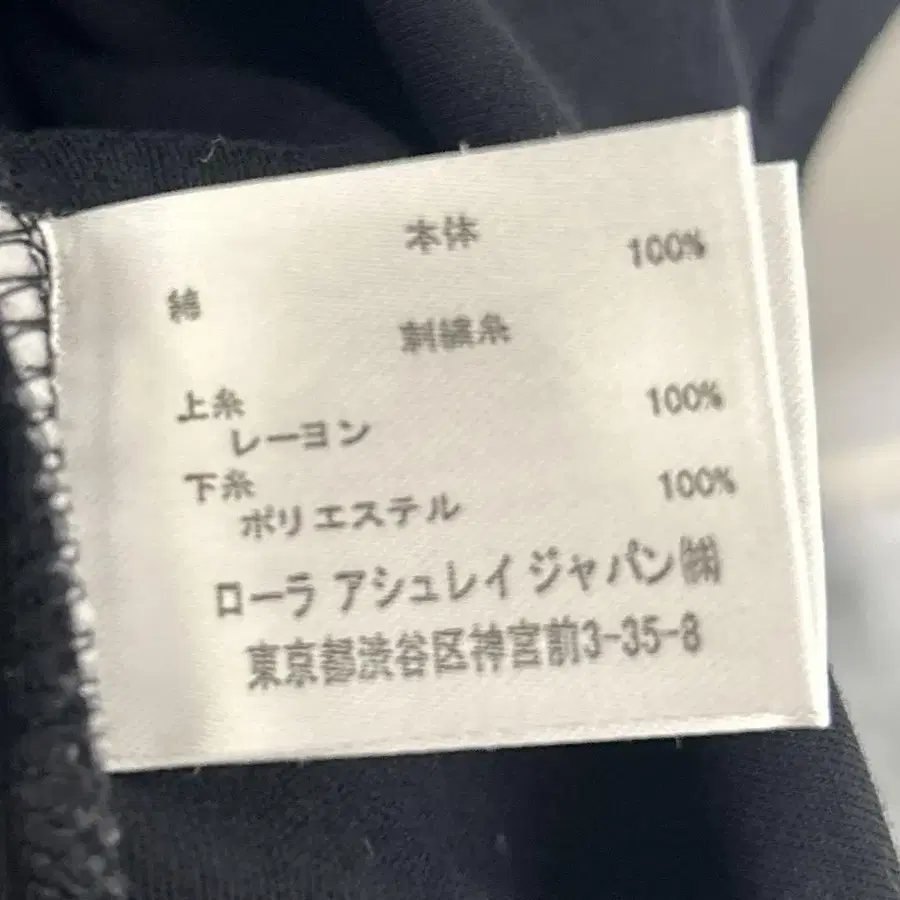 本体
綿 100%
刺繍糸
上糸
レーヨン 100%
下糸
ポリエステル 100%
ローラ アシュレイ ジャパン㈱
東京都渋谷区神宮前3-35-8